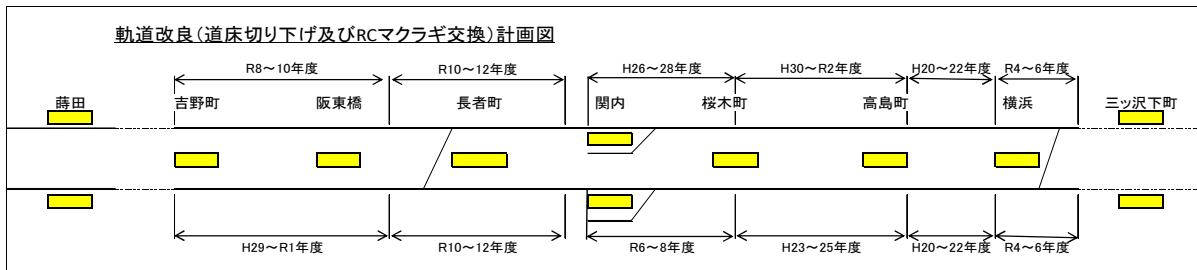 軌道改良（道床切り下げ及びRCマクラギ交換）計画図
R8～10年度
R10～12年度
H26～28年度
H30～R2年度
H20～22年度
R4～6年度
蒔田
吉野町
阪東橋
長者町
関内
桜木町
高島町
横浜
三ッ沢下町
H29～R1年度
R10～12年度
R6～8年度
H23～25年度
H20～22年度
R4～6年度